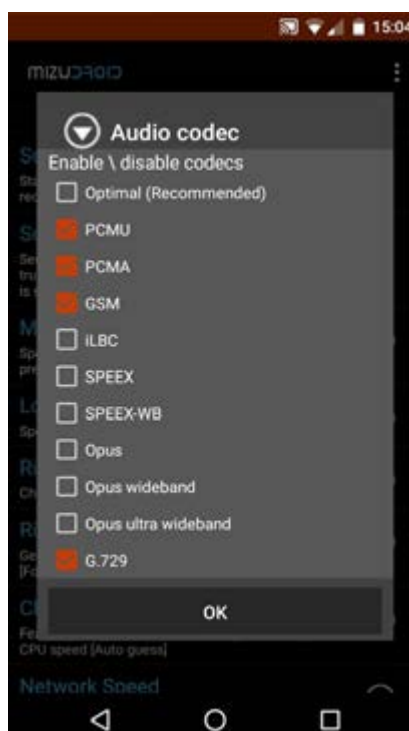 15:04
MIZUDROID
Audio codec
Enable \ disable codecs
Optimal (Recommended)
PCMU
PCMA
GSM
iLBC
SPEEX
SPEEX-WB
Opus
Opus wideband
Opus ultra wideband
G.729
OK
CPU speed [Auto guess]
Network Speed